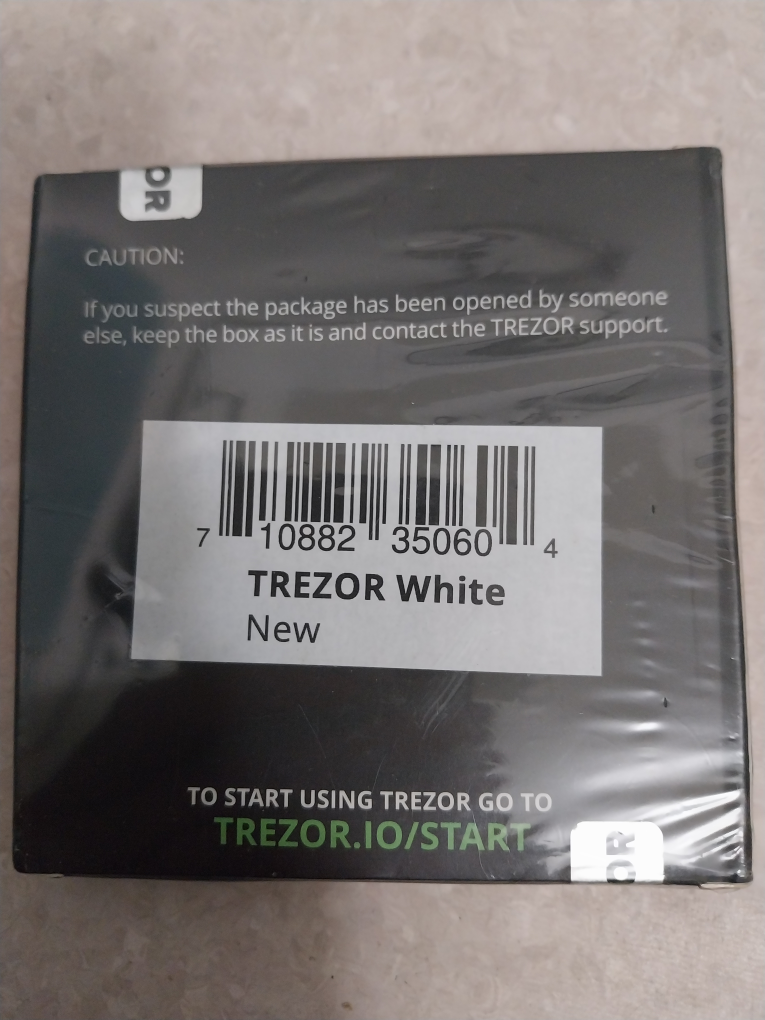 OR
CAUTION:
If you suspect the package has been opened by someone
else, keep the box as it is and contact the TREZOR support.
7 10882 35060 4
TREZOR White
New
TO START USING TREZOR GO TO
TREZOR.IO/START
OR